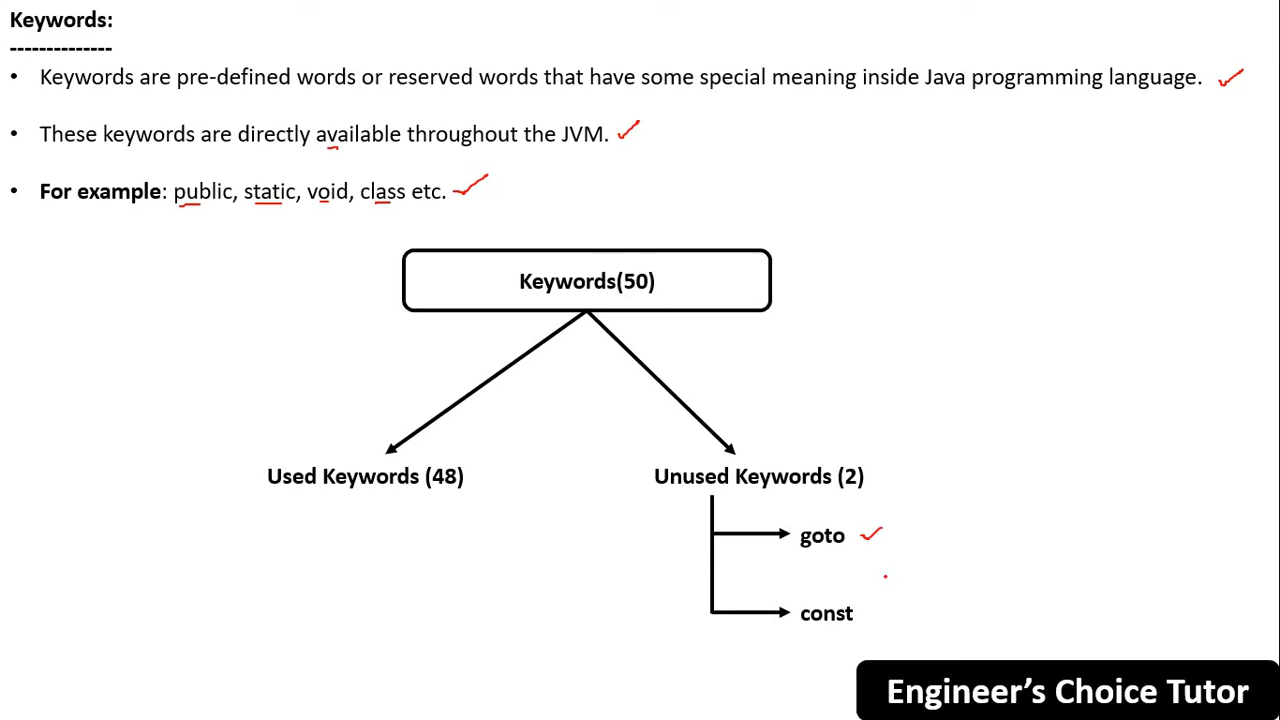 Keywords:
--------------
• Keywords are pre-defined words or reserved words that have some special meaning inside Java programming language.
• These keywords are directly available throughout the JVM.
• For example: public, static, void, class etc.
Keywords(50)
Used Keywords (48)
Unused Keywords (2)
goto
const
Engineer’s Choice Tutor